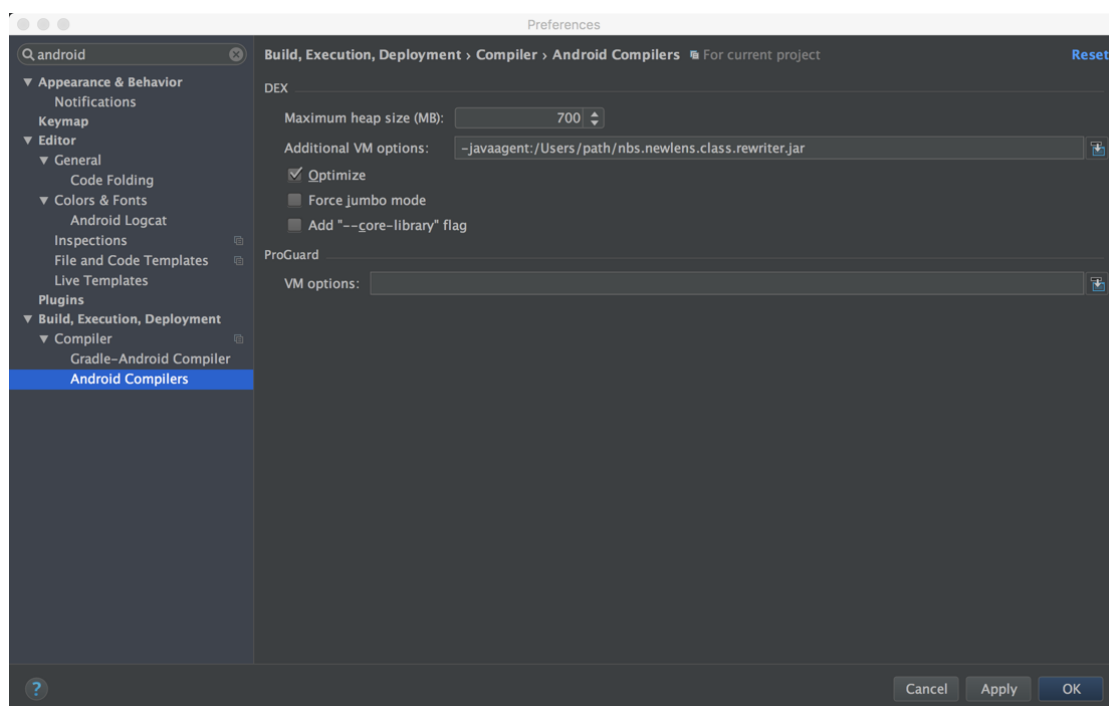 Preferences
android
Build, Execution, Deployment › Compiler › Android Compilers For current project Reset
Appearance & Behavior
Notifications
Keymap
Editor
General
Code Folding
Colors & Fonts
Android Logcat
Inspections
File and Code Templates
Live Templates
Plugins
Build, Execution, Deployment
Compiler
Gradle-Android Compiler
Android Compilers
DEX
Maximum heap size (MB): 700
Additional VM options: -javaagent:/Users/path/nbs.newlens.class.rewriter.jar
Optimize
Force jumbo mode
Add "--core-library" flag
ProGuard
VM options:
?
Cancel Apply OK